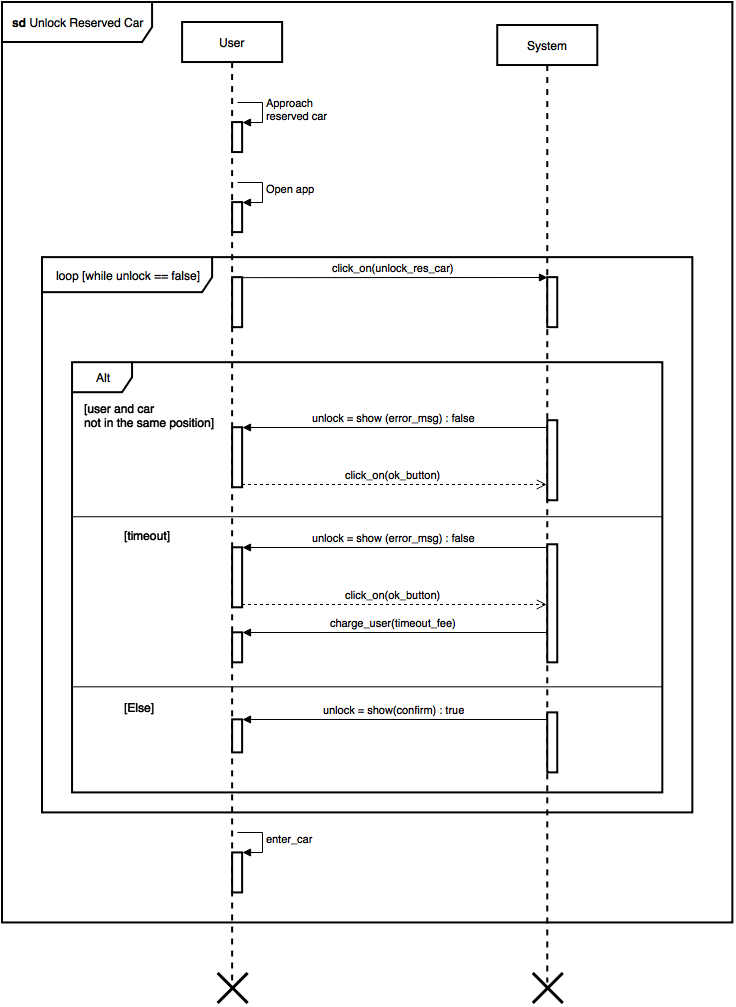 sd Unlock Reserved Car
User
System
Approach
reserved car
Open app
loop [while unlock == false]
click_on(unlock_res_car)
Alt
[user and car
not in the same position]
unlock = show (error_msg) : false
click_on(ok_button)
[timeout]
unlock = show (error_msg) : false
click_on(ok_button)
charge_user(timeout_fee)
[Else]
unlock = show(confirm) : true
enter_car